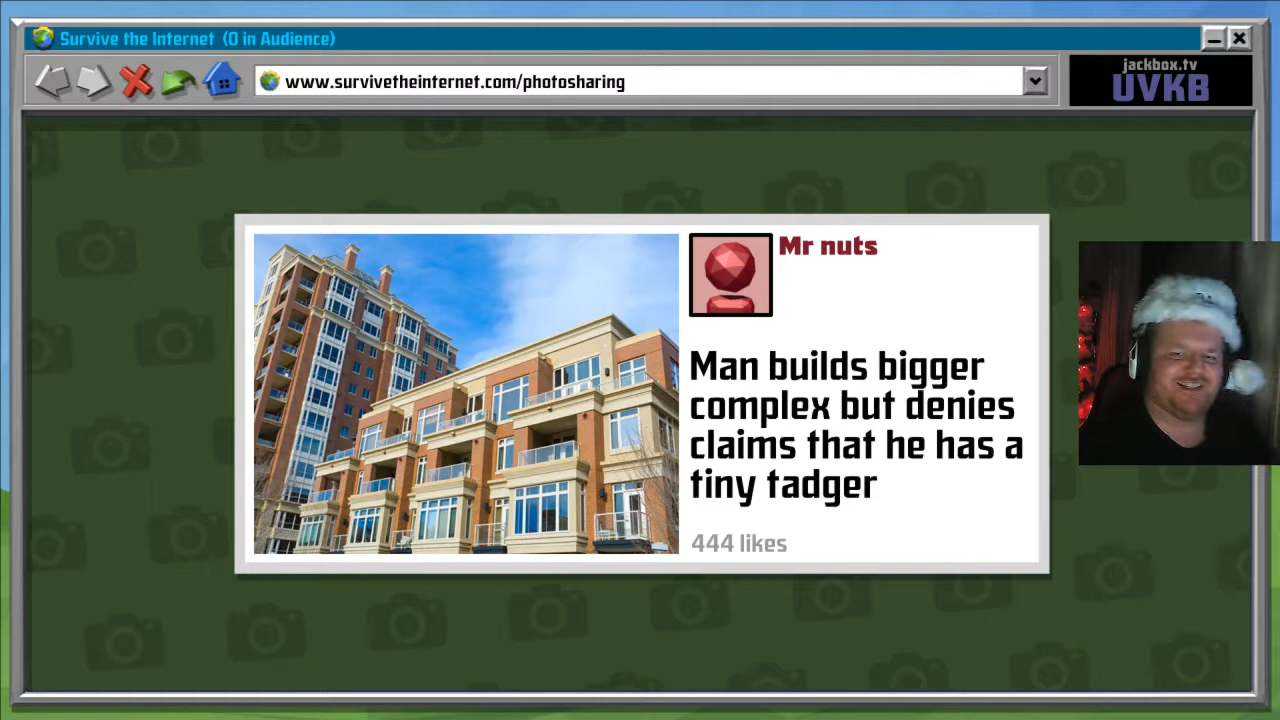 Survive the Internet (0 in Audience)
www.survivetheinternet.com/photosharing
jackbox.tv
UVKB
Mr nuts
Man builds bigger
complex but denies
claims that he has a
tiny tadger
444 likes